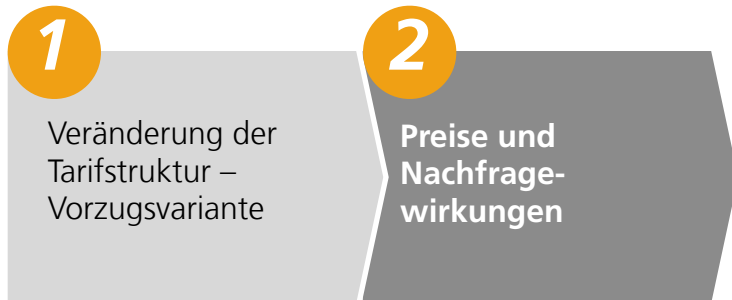 1
Veränderung der
Tarifstruktur –
Vorzugsvariante
2
Preise und
Nachfrage-
wirkungen